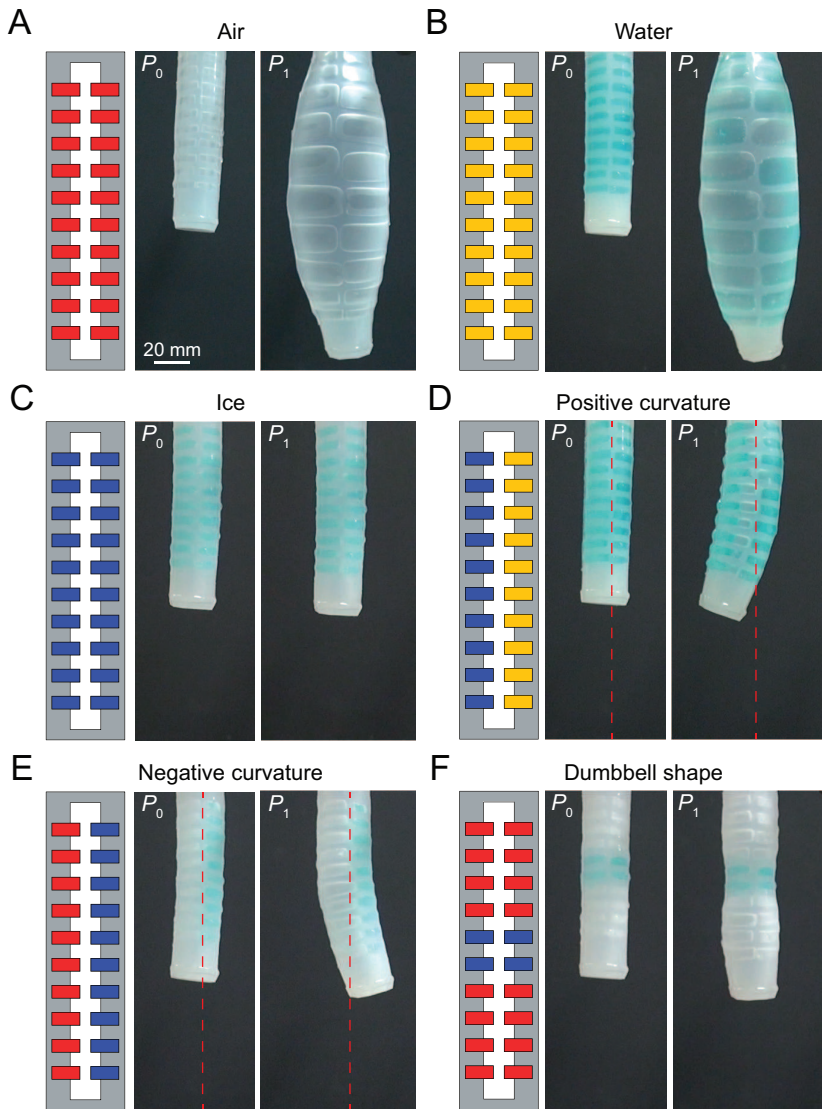 A
Air
P0
P1
20 mm
B
Water
P0
P1
C
Ice
P0
P1
D
Positive curvature
P0
P1
E
Negative curvature
P0
P1
F
Dumbbell shape
P0
P1